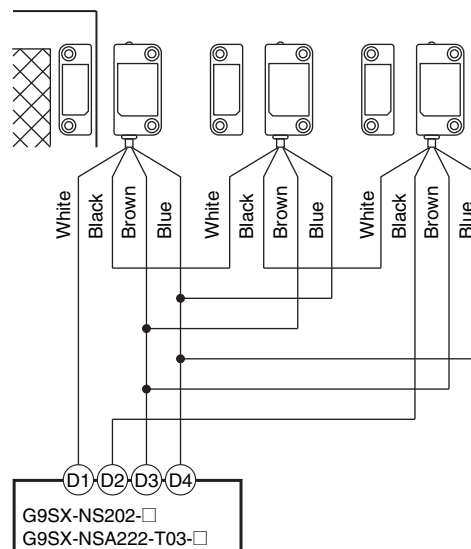 White
Black
Brown
Blue
White
Black
Brown
Blue
White
Black
Brown
Blue
D1
D2
D3
D4
G9SX-NS202-□
G9SX-NSA222-T03-□